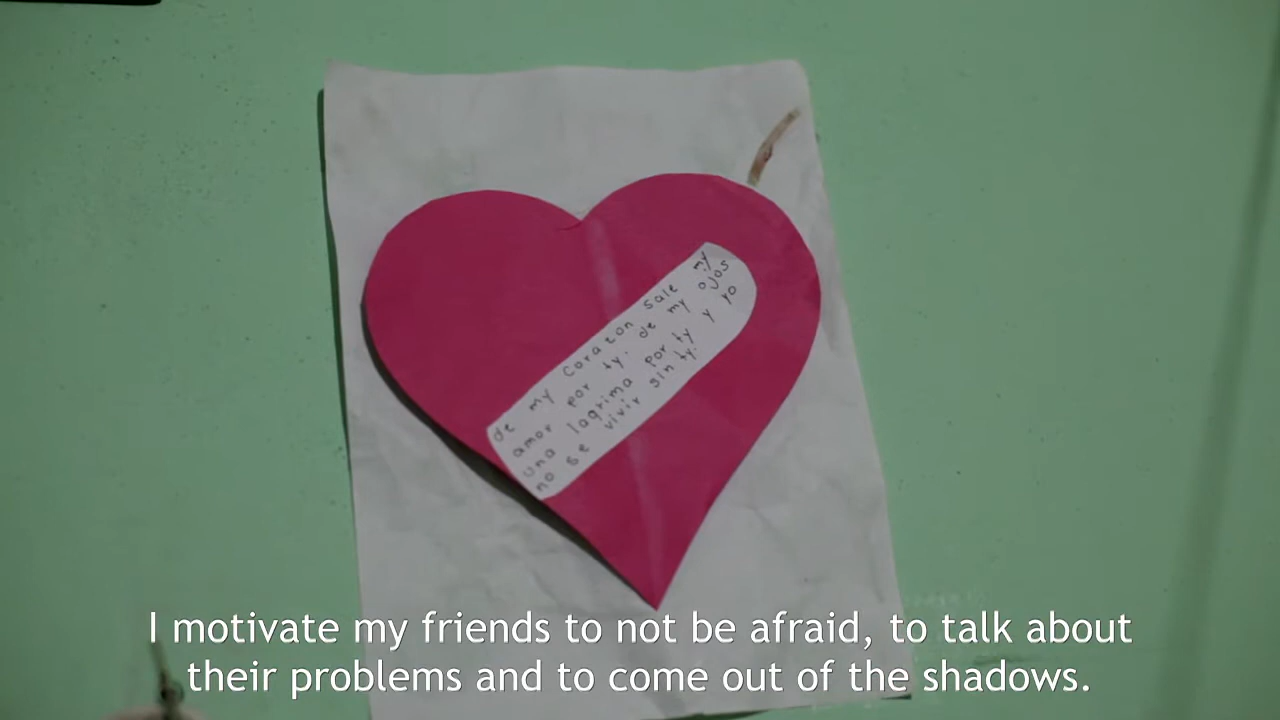 de my corazon sale my
amor por ty. de my ojos
una lagrima por ty y yo
no se vivir sin ty.
I motivate my friends to not be afraid, to talk about
their problems and to come out of the shadows.